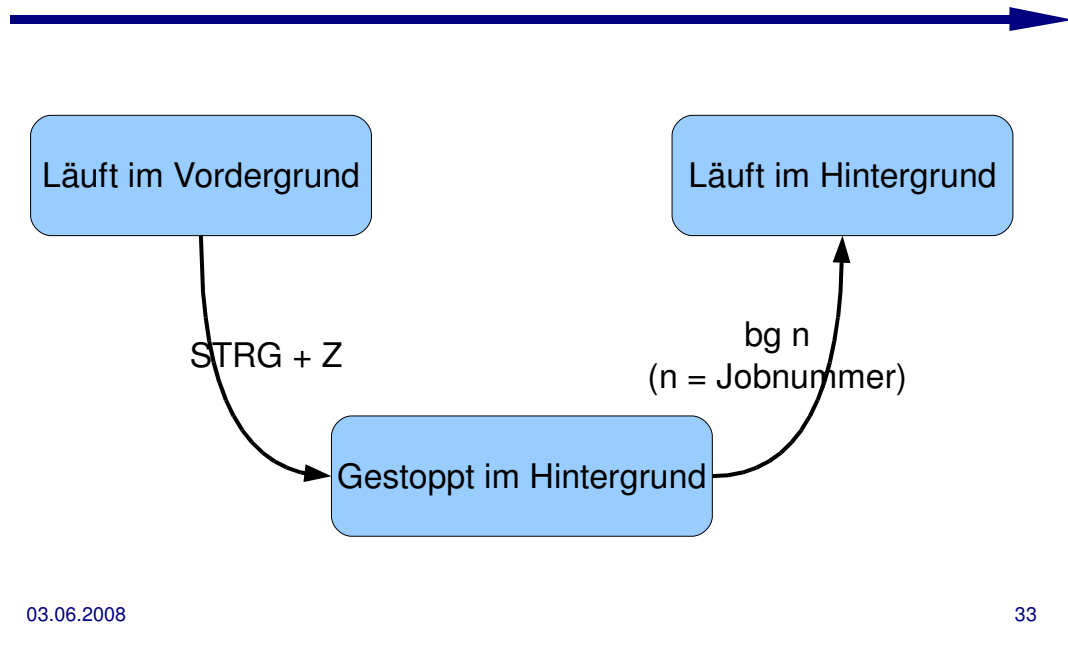 Läuft im Vordergrund
Läuft im Hintergrund
STRG + Z
bg n
(n = Jobnummer)
Gestoppt im Hintergrund
03.06.2008
33